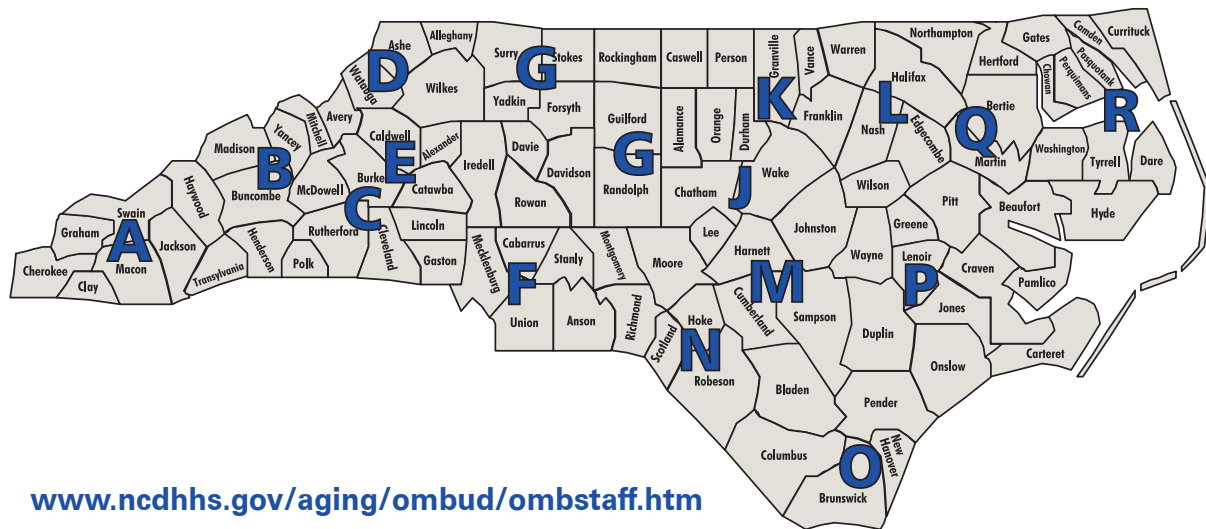 Ashe
Alleghany
Surry
Stokes
Rockingham
Caswell
Person
Granville
Vance
Warren
Northampton
Gates
Camden
Currituck
Pasquotank
Perquimans
Chowan
Hertford
Halifax
Bertie
D
G
Watauga
Wilkes
Yadkin
Forsyth
Guilford
G
Alamance
Orange
Durham
K
Franklin
L
Nash
Edgecombe
Q
Martin
R
Washington
Tyrrell
Dare
Madison
Yancey
Mitchell
Avery
Caldwell
Alexander
Iredell
Davie
Davidson
Randolph
Chatham
J
Wake
Wilson
Pitt
Beaufort
Hyde
B
Buncombe
McDowell
Burke
E
Catawba
Rowan
C
Haywood
Rutherford
Cleveland
Lincoln
Gaston
Swain
Graham
A
Jackson
Macon
Cherokee
Clay
Transylvania
Henderson
Polk
Mecklenburg
Cabarrus
Stanly
Montgomery
Moore
Lee
Harnett
Johnston
Wayne
Greene
Lenoir
Craven
Pamlico
F
Union
Anson
Richmond
Scotland
Hoke
Cumberland
M
Sampson
Duplin
P
Jones
Carteret
N
Robeson
Bladen
Onslow
Pender
Columbus
O
New
Hanover
Brunswick
www.ncdhhs.gov/aging/ombud/ombstaff.htm